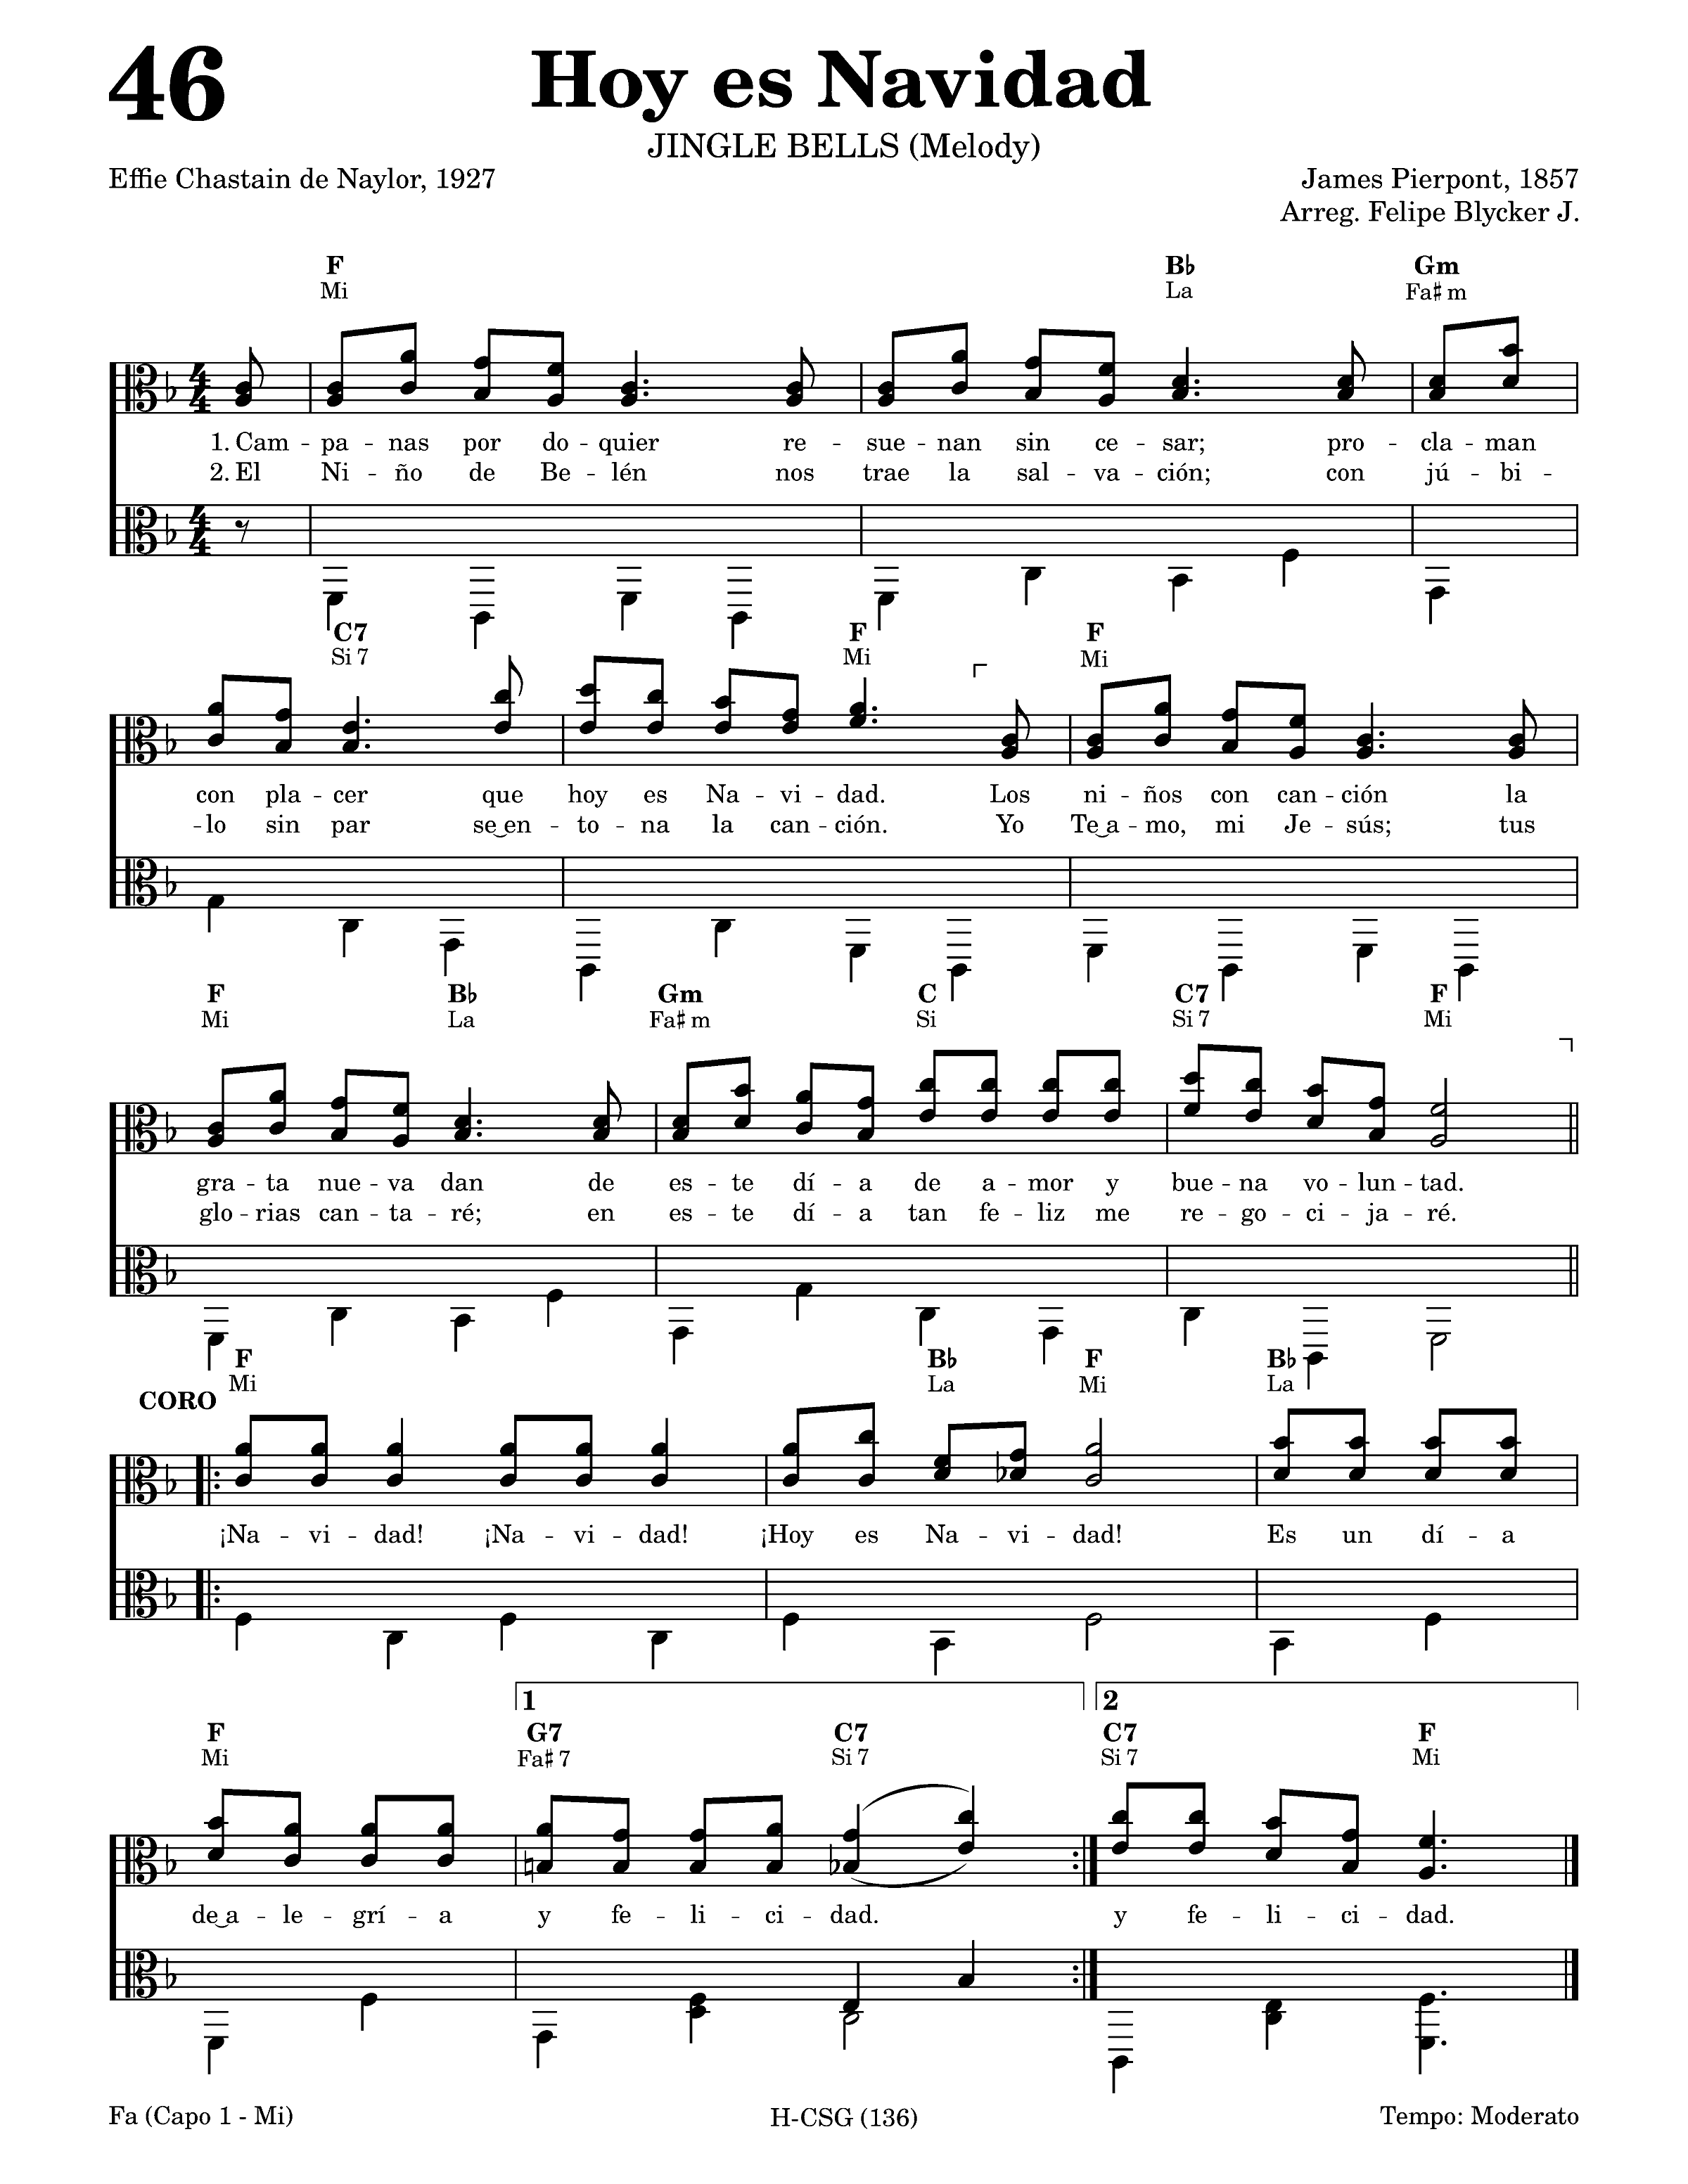 46
Hoy es Navidad
JINGLE BELLS (Melody)
Effie Chastain de Naylor, 1927
James Pierpont, 1857
Arreg. Felipe Blycker J.
F B♭ Gm
Mi La Fa♯ m
4 4
1. Cam – pa – nas por do – quier re – sue – nan sin ce – sar; pro – cla – man
2. El Ni – ño de Be – lén nos trae la sal – va – ción; con jú – bi –
4 4
C7 F F
Si 7 Mi Mi
con pla – cer que hoy es Na – vi – dad. Los ni – ños con can – ción la
– lo sin par se‿en – to – na la can – ción. Yo Te‿a – mo, mi Je – sús; tus
F B♭ Gm C C7 F
Mi La Fa♯ m Si Si 7 Mi
gra – ta nue – va dan de es – te dí – a de a – mor y bue – na vo – lun – tad.
glo – rias can – ta – ré; en es – te dí – a tan fe – liz me re – go – ci – ja – ré.
F B♭ F B♭
Mi La Mi La
CORO
¡Na – vi – dad! ¡Na – vi – dad! ¡Hoy es Na – vi – dad! Es un dí – a
1 2
F G7 C7 C7 F
Mi Fa♯ 7 Si 7 Si 7 Mi
de‿a – le – grí – a y fe – li – ci – dad. y fe – li – ci – dad.
Fa (Capo 1 - Mi)
H-CSG (136)
Tempo: Moderato